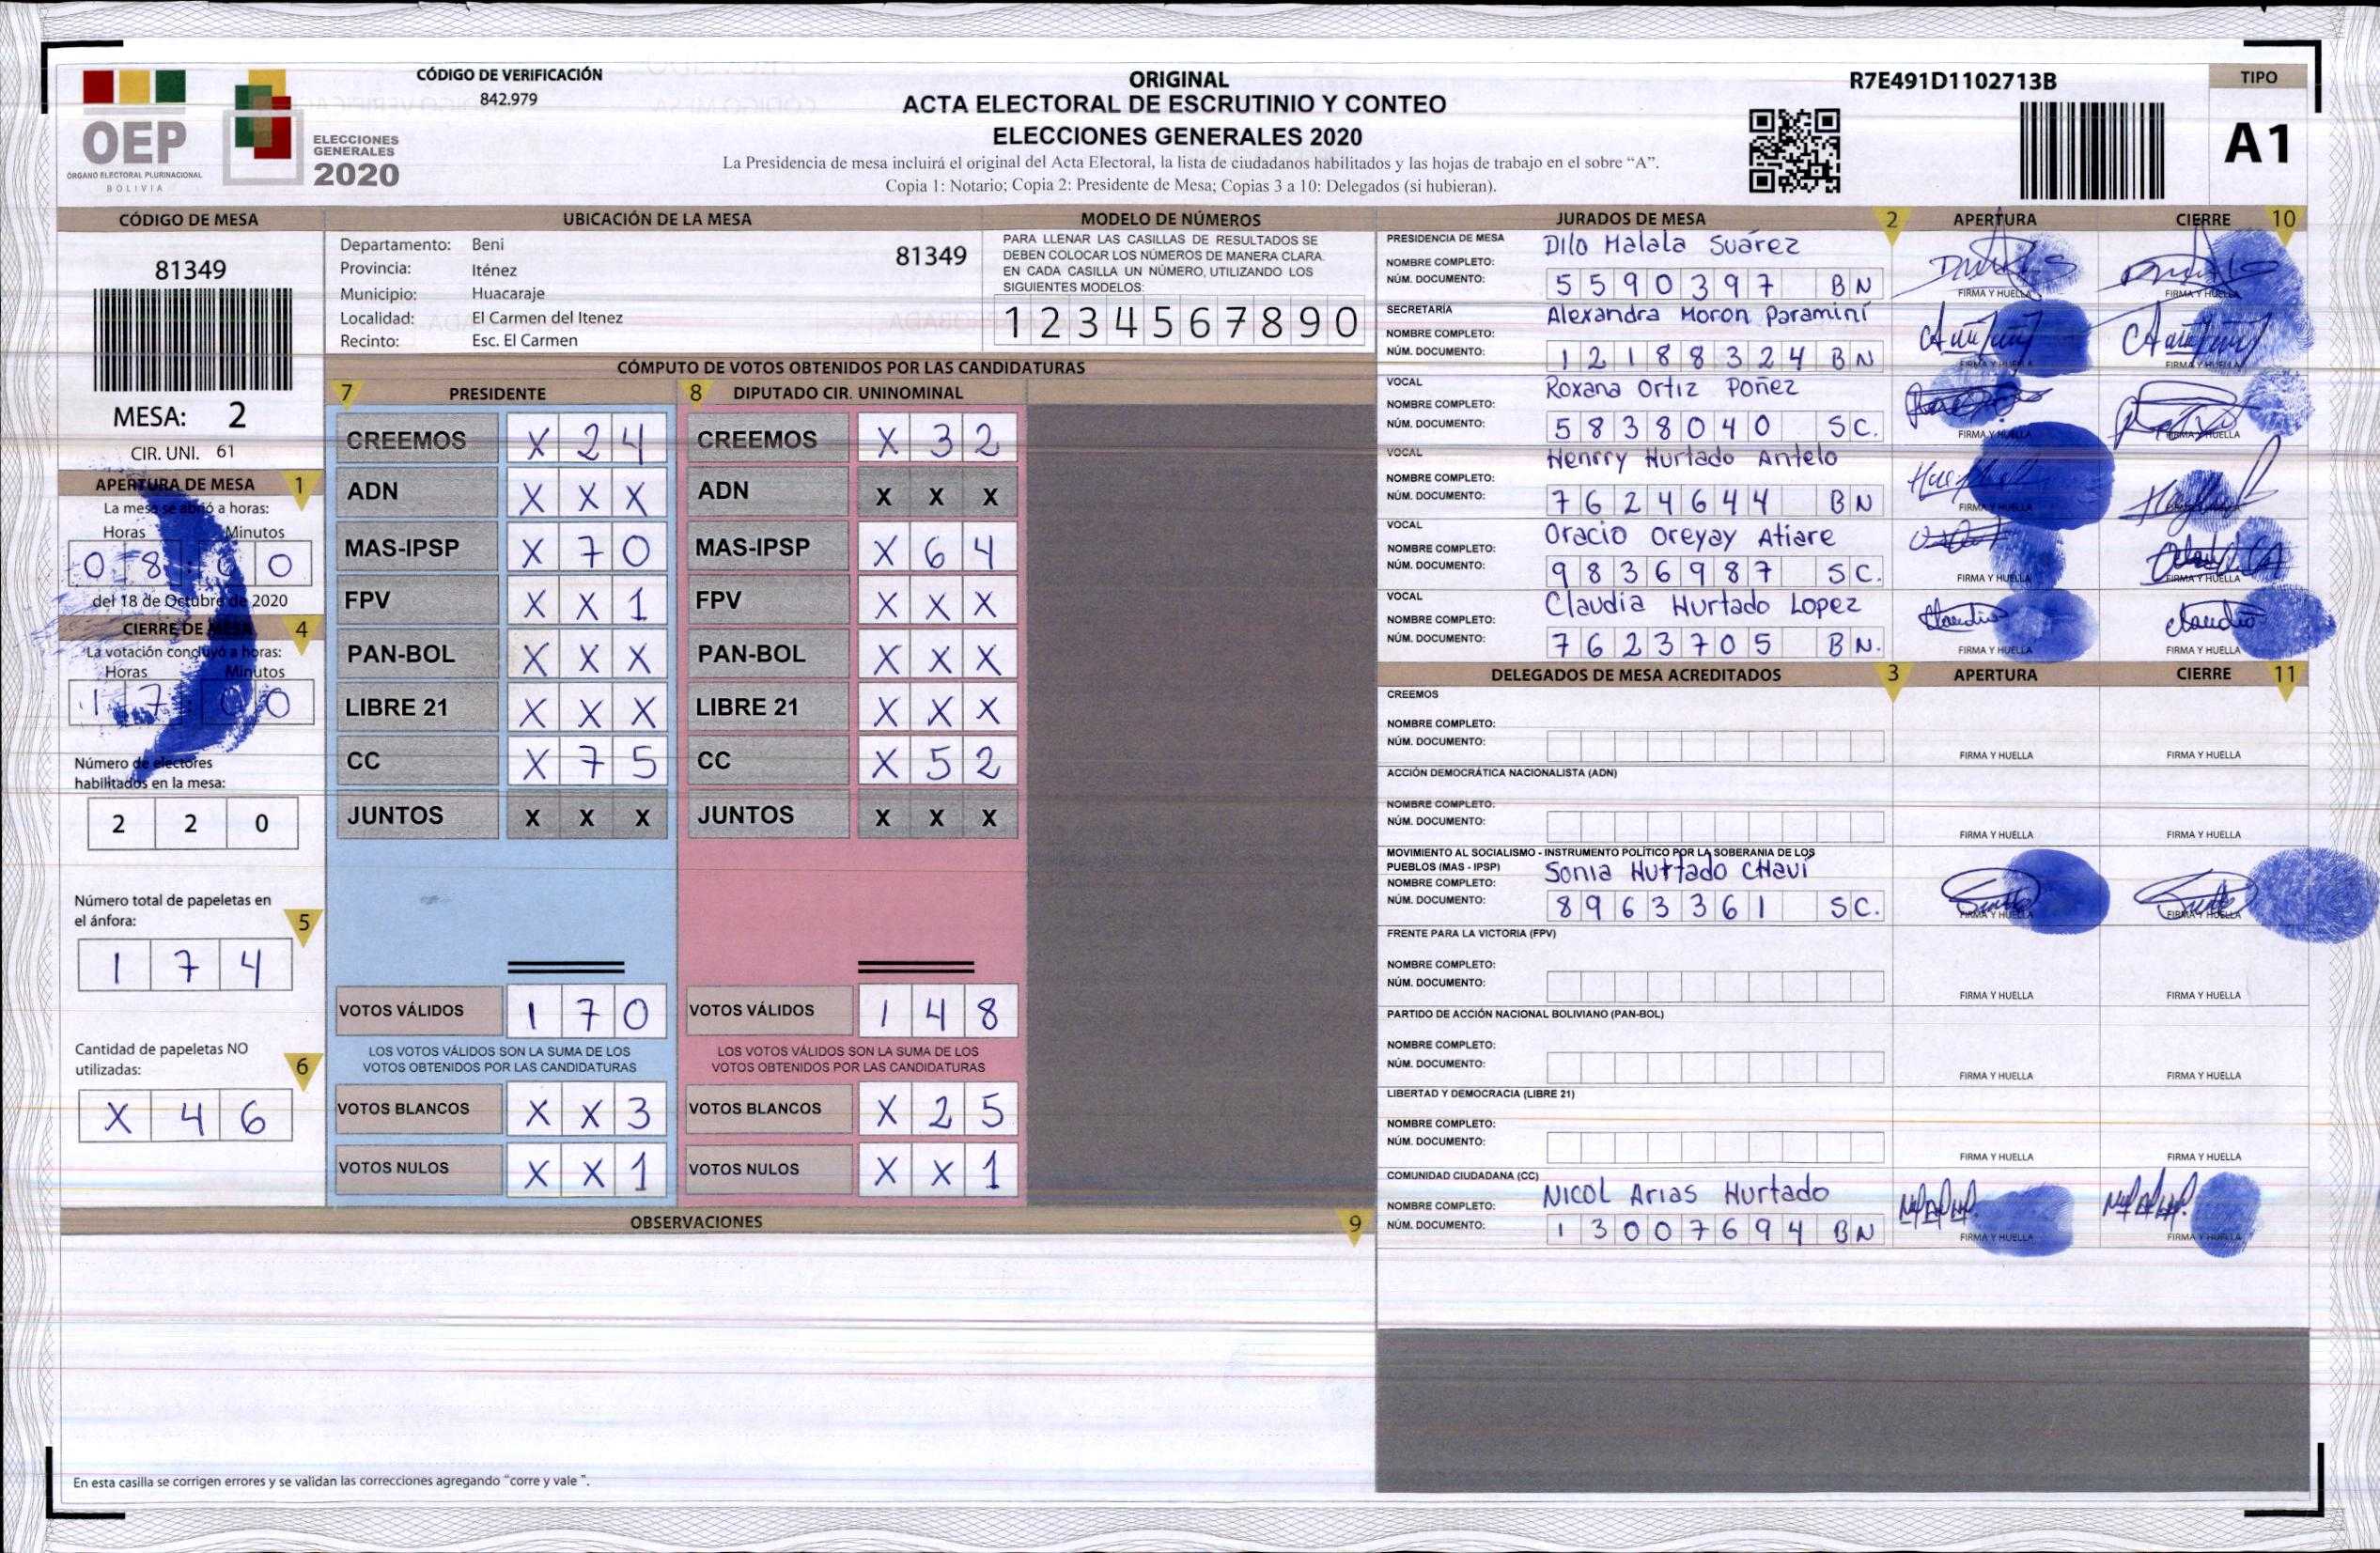 OEP
ÓRGANO ELECTORAL PLURINACIONAL
BOLIVIA
ELECCIONES
GENERALES
2020
CÓDIGO DE VERIFICACIÓN
842.979
ORIGINAL
ACTA ELECTORAL DE ESCRUTINIO Y CONTEO
ELECCIONES GENERALES 2020
La Presidencia de mesa incluirá el original del Acta Electoral, la lista de ciudadanos habilitados y las hojas de trabajo en el sobre “A”.
Copia 1: Notario; Copia 2: Presidente de Mesa; Copias 3 a 10: Delegados (si hubieran).
R7E491D1102713B
TIPO
A1
CÓDIGO DE MESA
81349
MESA: 2
CIR. UNI. 61
APERTURA DE MESA 1
La mesa se abrió a horas:
Horas Minutos
0 8 0 0
del 18 de Octubre de 2020
CIERRE DE MESA 4
La votación concluyó a horas:
Horas Minutos
1 7 0 0
Número de electores
habilitados en la mesa:
2 2 0
Número total de papeletas en
el ánfora: 5
1 7 4
Cantidad de papeletas NO
utilizadas: 6
X 4 6
UBICACIÓN DE LA MESA
Departamento: Beni
81349
Provincia: Iténez
Municipio: Huacaraje
Localidad: El Carmen del Itenez
Recinto: Esc. El Carmen
MODELO DE NÚMEROS
PARA LLENAR LAS CASILLAS DE RESULTADOS SE
DEBEN COLOCAR LOS NÚMEROS DE MANERA CLARA.
EN CADA CASILLA UN NÚMERO, UTILIZANDO LOS
SIGUIENTES MODELOS:
1 2 3 4 5 6 7 8 9 0
CÓMPUTO DE VOTOS OBTENIDOS POR LAS CANDIDATURAS
7 PRESIDENTE
CREEMOS X 2 4
ADN X X X
MAS-IPSP X 7 0
FPV X X 1
PAN-BOL X X X
LIBRE 21 X X X
CC X 7 5
JUNTOS X X X
VOTOS VÁLIDOS 1 7 0
LOS VOTOS VÁLIDOS SON LA SUMA DE LOS
VOTOS OBTENIDOS POR LAS CANDIDATURAS
VOTOS BLANCOS X X 3
VOTOS NULOS X X 1
8 DIPUTADO CIR. UNINOMINAL
CREEMOS X 3 2
ADN X X X
MAS-IPSP X 6 4
FPV X X X
PAN-BOL X X X
LIBRE 21 X X X
CC X 5 2
JUNTOS X X X
VOTOS VÁLIDOS 1 4 8
LOS VOTOS VÁLIDOS SON LA SUMA DE LOS
VOTOS OBTENIDOS POR LAS CANDIDATURAS
VOTOS BLANCOS X 2 5
VOTOS NULOS X X 1
OBSERVACIONES 9
En esta casilla se corrigen errores y se validan las correcciones agregando “corre y vale ”.
JURADOS DE MESA 2 APERTURA CIERRE 10
PRESIDENCIA DE MESA
NOMBRE COMPLETO: Dilo Malala Suárez
NÚM. DOCUMENTO: 5 5 9 0 3 9 7 BN
FIRMA Y HUELLA FIRMA Y HUELLA
SECRETARÍA
NOMBRE COMPLETO: Alexandra Moron Paramini
NÚM. DOCUMENTO: 1 2 1 8 8 3 2 4 BN
FIRMA Y HUELLA FIRMA Y HUELLA
VOCAL
NOMBRE COMPLETO: Roxana Ortiz Poñez
NÚM. DOCUMENTO: 5 8 3 8 0 4 0 SC.
FIRMA Y HUELLA FIRMA Y HUELLA
VOCAL
NOMBRE COMPLETO: Henrry Hurtado Antelo
NÚM. DOCUMENTO: 7 6 2 4 6 4 4 BN
FIRMA Y HUELLA FIRMA Y HUELLA
VOCAL
NOMBRE COMPLETO: Oracio Oreyay Atiare
NÚM. DOCUMENTO: 9 8 3 6 9 8 7 SC.
FIRMA Y HUELLA FIRMA Y HUELLA
VOCAL
NOMBRE COMPLETO: Claudia Hurtado Lopez
NÚM. DOCUMENTO: 7 6 2 3 7 0 5 BN.
FIRMA Y HUELLA FIRMA Y HUELLA
DELEGADOS DE MESA ACREDITADOS 3 APERTURA CIERRE 11
CREEMOS
NOMBRE COMPLETO:
NÚM. DOCUMENTO:
FIRMA Y HUELLA FIRMA Y HUELLA
ACCIÓN DEMOCRÁTICA NACIONALISTA (ADN)
NOMBRE COMPLETO:
NÚM. DOCUMENTO:
FIRMA Y HUELLA FIRMA Y HUELLA
MOVIMIENTO AL SOCIALISMO - INSTRUMENTO POLÍTICO POR LA SOBERANIA DE LOS
PUEBLOS (MAS - IPSP)
NOMBRE COMPLETO: Sonia Hurtado CHavi
NÚM. DOCUMENTO: 8 9 6 3 3 6 1 SC.
FIRMA Y HUELLA FIRMA Y HUELLA
FRENTE PARA LA VICTORIA (FPV)
NOMBRE COMPLETO:
NÚM. DOCUMENTO:
FIRMA Y HUELLA FIRMA Y HUELLA
PARTIDO DE ACCIÓN NACIONAL BOLIVIANO (PAN-BOL)
NOMBRE COMPLETO:
NÚM. DOCUMENTO:
FIRMA Y HUELLA FIRMA Y HUELLA
LIBERTAD Y DEMOCRACIA (LIBRE 21)
NOMBRE COMPLETO:
NÚM. DOCUMENTO:
FIRMA Y HUELLA FIRMA Y HUELLA
COMUNIDAD CIUDADANA (CC)
NOMBRE COMPLETO: NICOL Arias Hurtado
NÚM. DOCUMENTO: 1 3 0 0 7 6 9 4 BN
FIRMA Y HUELLA FIRMA Y HUELLA